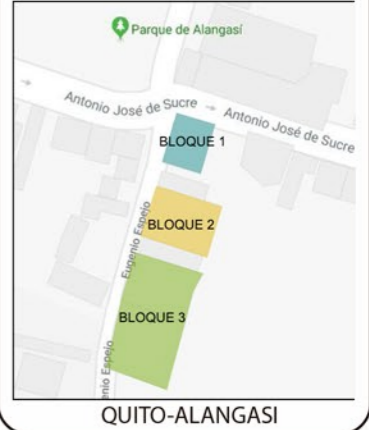 Parque de Alangasí
Antonio José de Sucre
Antonio José de Sucre
BLOQUE 1
BLOQUE 2
Eugenio Espejo
BLOQUE 3
enio Espejo
QUITO-ALANGASI